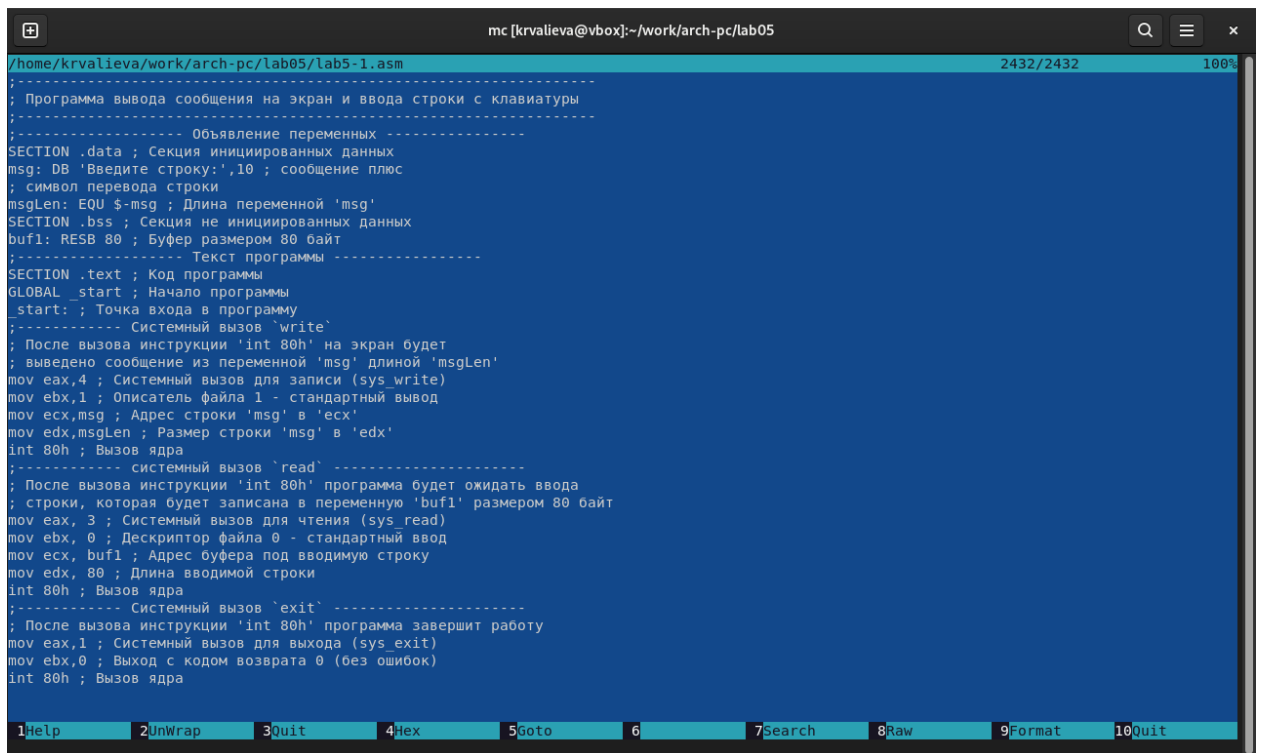 mc [krvalieva@vbox]:~/work/arch-pc/lab05
/home/krvalieva/work/arch-pc/lab05/lab5-1.asm 2432/2432 100%
;------------------------------------------------------------------
; Программа вывода сообщения на экран и ввода строки с клавиатуры
;------------------------------------------------------------------
;------------------- Объявление переменных ----------------
SECTION .data ; Секция инициированных данных
msg: DB 'Введите строку:',10 ; сообщение плюс
; символ перевода строки
msgLen: EQU $-msg ; Длина переменной 'msg'
SECTION .bss ; Секция не инициированных данных
buf1: RESB 80 ; Буфер размером 80 байт
;------------------- Текст программы -----------------
SECTION .text ; Код программы
GLOBAL _start ; Начало программы
_start: ; Точка входа в программу
;------------ Системный вызов `write`
; После вызова инструкции 'int 80h' на экран будет
; выведено сообщение из переменной 'msg' длиной 'msgLen'
mov eax,4 ; Системный вызов для записи (sys_write)
mov ebx,1 ; Описатель файла 1 - стандартный вывод
mov ecx,msg ; Адрес строки 'msg' в 'ecx'
mov edx,msgLen ; Размер строки 'msg' в 'edx'
int 80h ; Вызов ядра
;------------ системный вызов `read` ----------------------
; После вызова инструкции 'int 80h' программа будет ожидать ввода
; строки, которая будет записана в переменную 'buf1' размером 80 байт
mov eax, 3 ; Системный вызов для чтения (sys_read)
mov ebx, 0 ; Дескриптор файла 0 - стандартный ввод
mov ecx, buf1 ; Адрес буфера под вводимую строку
mov edx, 80 ; Длина вводимой строки
int 80h ; Вызов ядра
;------------ Системный вызов `exit` ----------------------
; После вызова инструкции 'int 80h' программа завершит работу
mov eax,1 ; Системный вызов для выхода (sys_exit)
mov ebx,0 ; Выход с кодом возврата 0 (без ошибок)
int 80h ; Вызов ядра
1Help 2UnWrap 3Quit 4Hex 5Goto 6 7Search 8Raw 9Format 10Quit